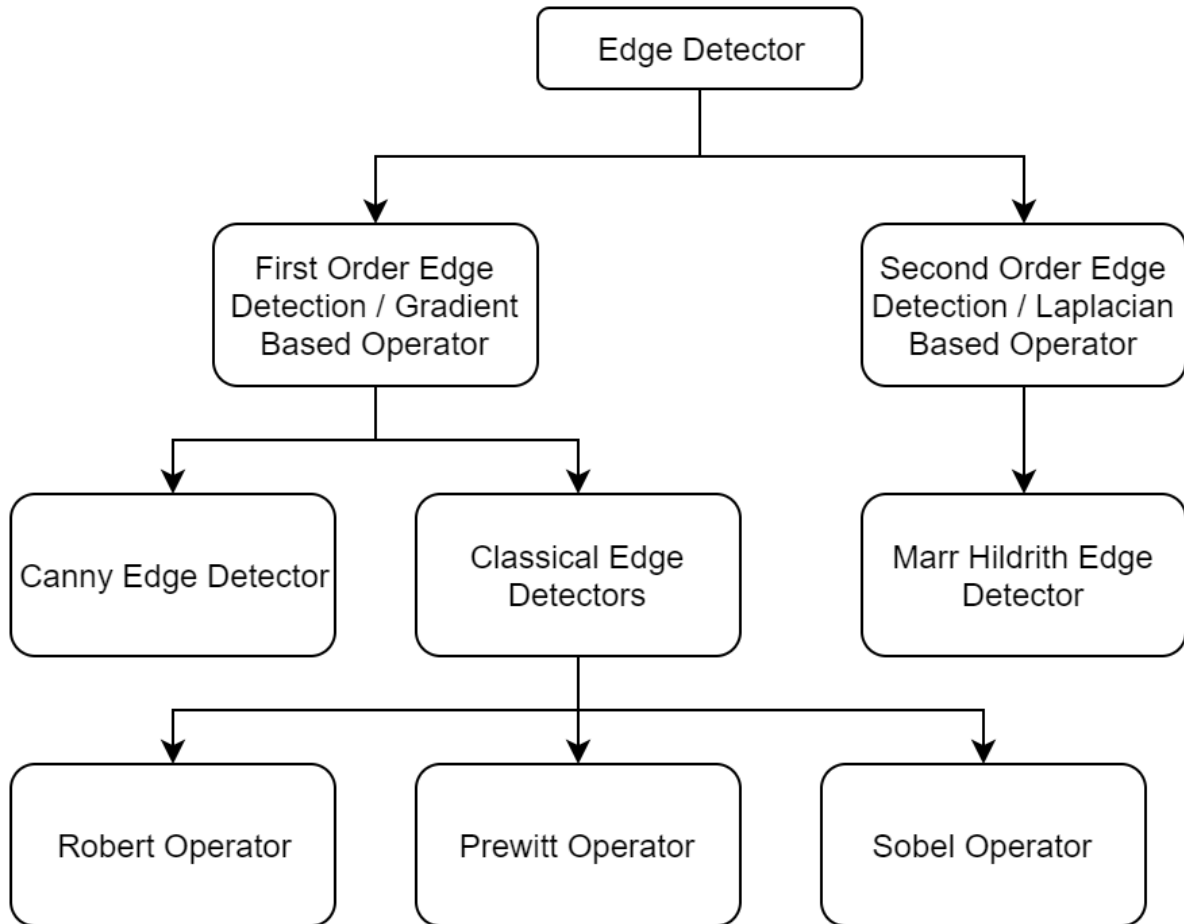 Edge Detector
First Order Edge
Detection / Gradient
Based Operator
Second Order Edge
Detection / Laplacian
Based Operator
Canny Edge Detector
Classical Edge
Detectors
Marr Hildrith Edge
Detector
Robert Operator
Prewitt Operator
Sobel Operator